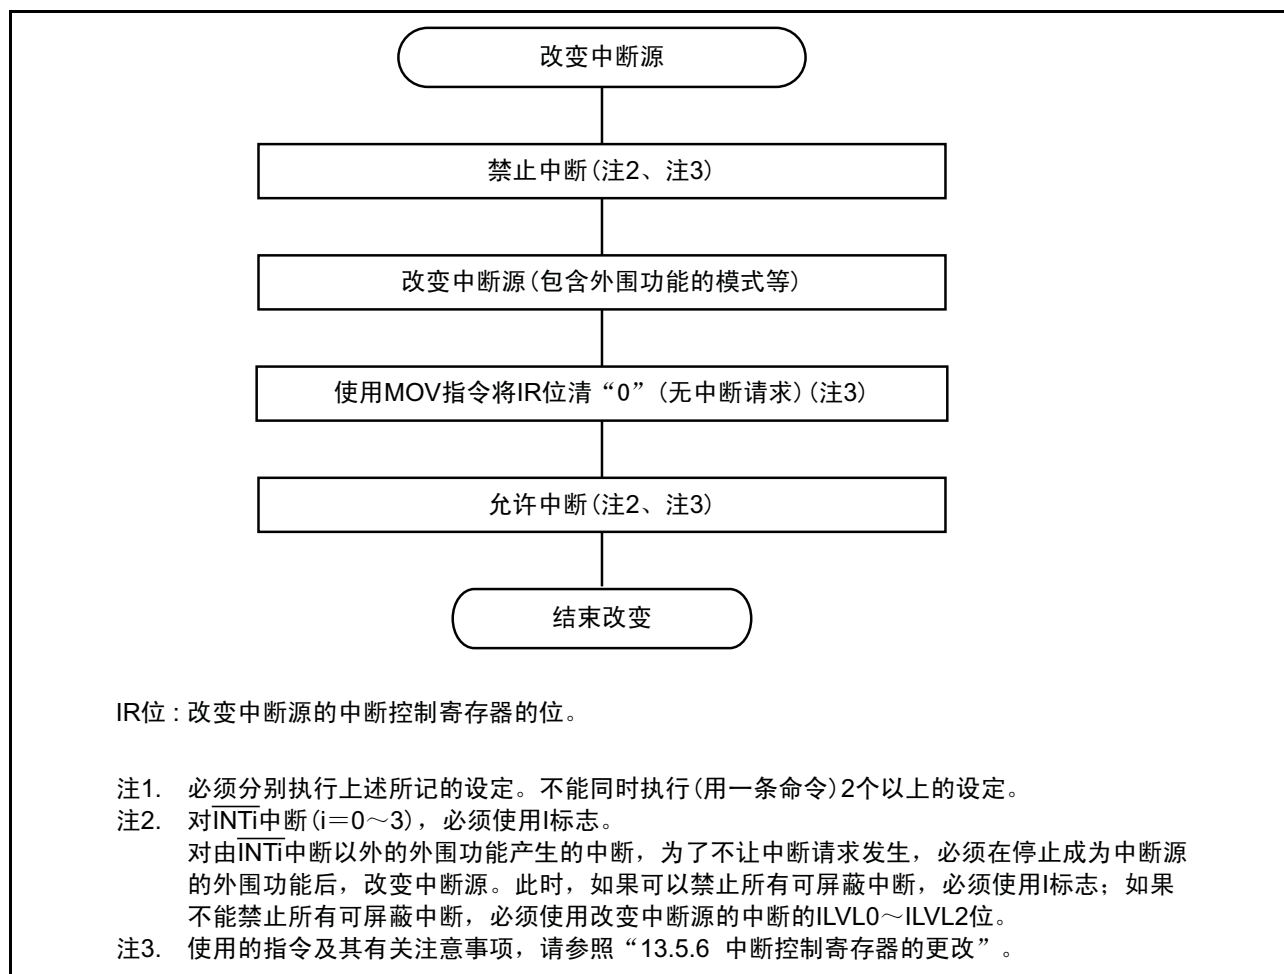 改变中断源
禁止中断(注2、注3)
改变中断源(包含外围功能的模式等)
使用MOV指令将IR位清“0”(无中断请求)(注3)
允许中断(注2、注3)
结束改变
IR位 : 改变中断源的中断控制寄存器的位。
注1. 必须分别执行上述所记的设定。不能同时执行(用一条命令)2个以上的设定。
注2. 对I̅N̅T̅i̅中断(i=0~3)，必须使用I标志。
对由I̅N̅T̅i̅中断以外的外围功能产生的中断，为了不让中断请求发生，必须在停止成为中断源
的外围功能后，改变中断源。此时，如果可以禁止所有可屏蔽中断，必须使用I标志；如果
不能禁止所有可屏蔽中断，必须使用改变中断源的中断的ILVL0~ILVL2位。
注3. 使用的指令及其有关注意事项，请参照“13.5.6 中断控制寄存器的更改”。